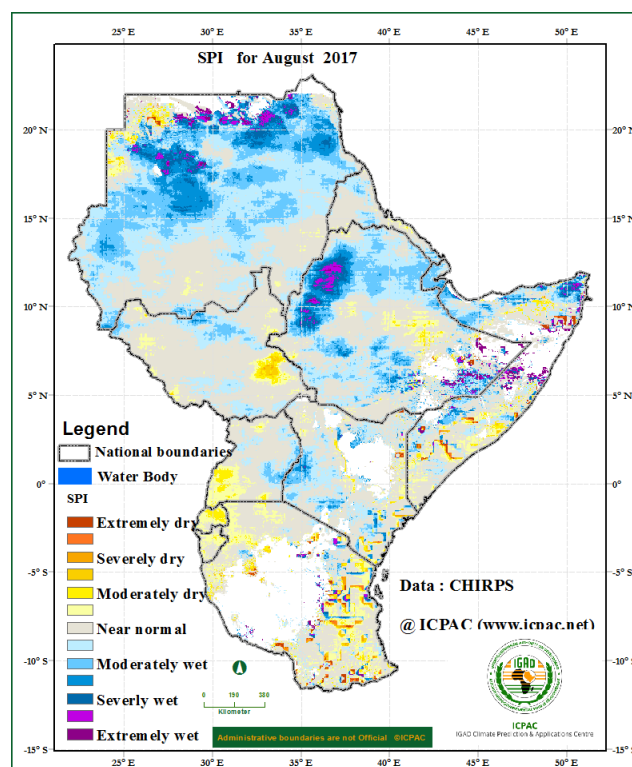 25° E 30° E 35° E 40° E 45° E 50° E
SPI for August 2017
20° N
20° N
15° N
15° N
10° N
10° N
5° N
5° N
0°
0°
-5° S
-5° S
-10° S
-10° S
-15° S
-15° S
Legend
National boundaries
Water Body
SPI
Extremely dry
Severely dry
Moderately dry
Near normal
Moderately wet
Severly wet
Extremely wet
Data : CHIRPS
@ ICPAC (www.icpac.net)
0 190 380
Kilometer
Administrative boundaries are not Official ©ICPAC
IGAD
ICPAC
IGAD Climate Prediction & Applications Centre
25° E 30° E 35° E 40° E 45° E 50° E